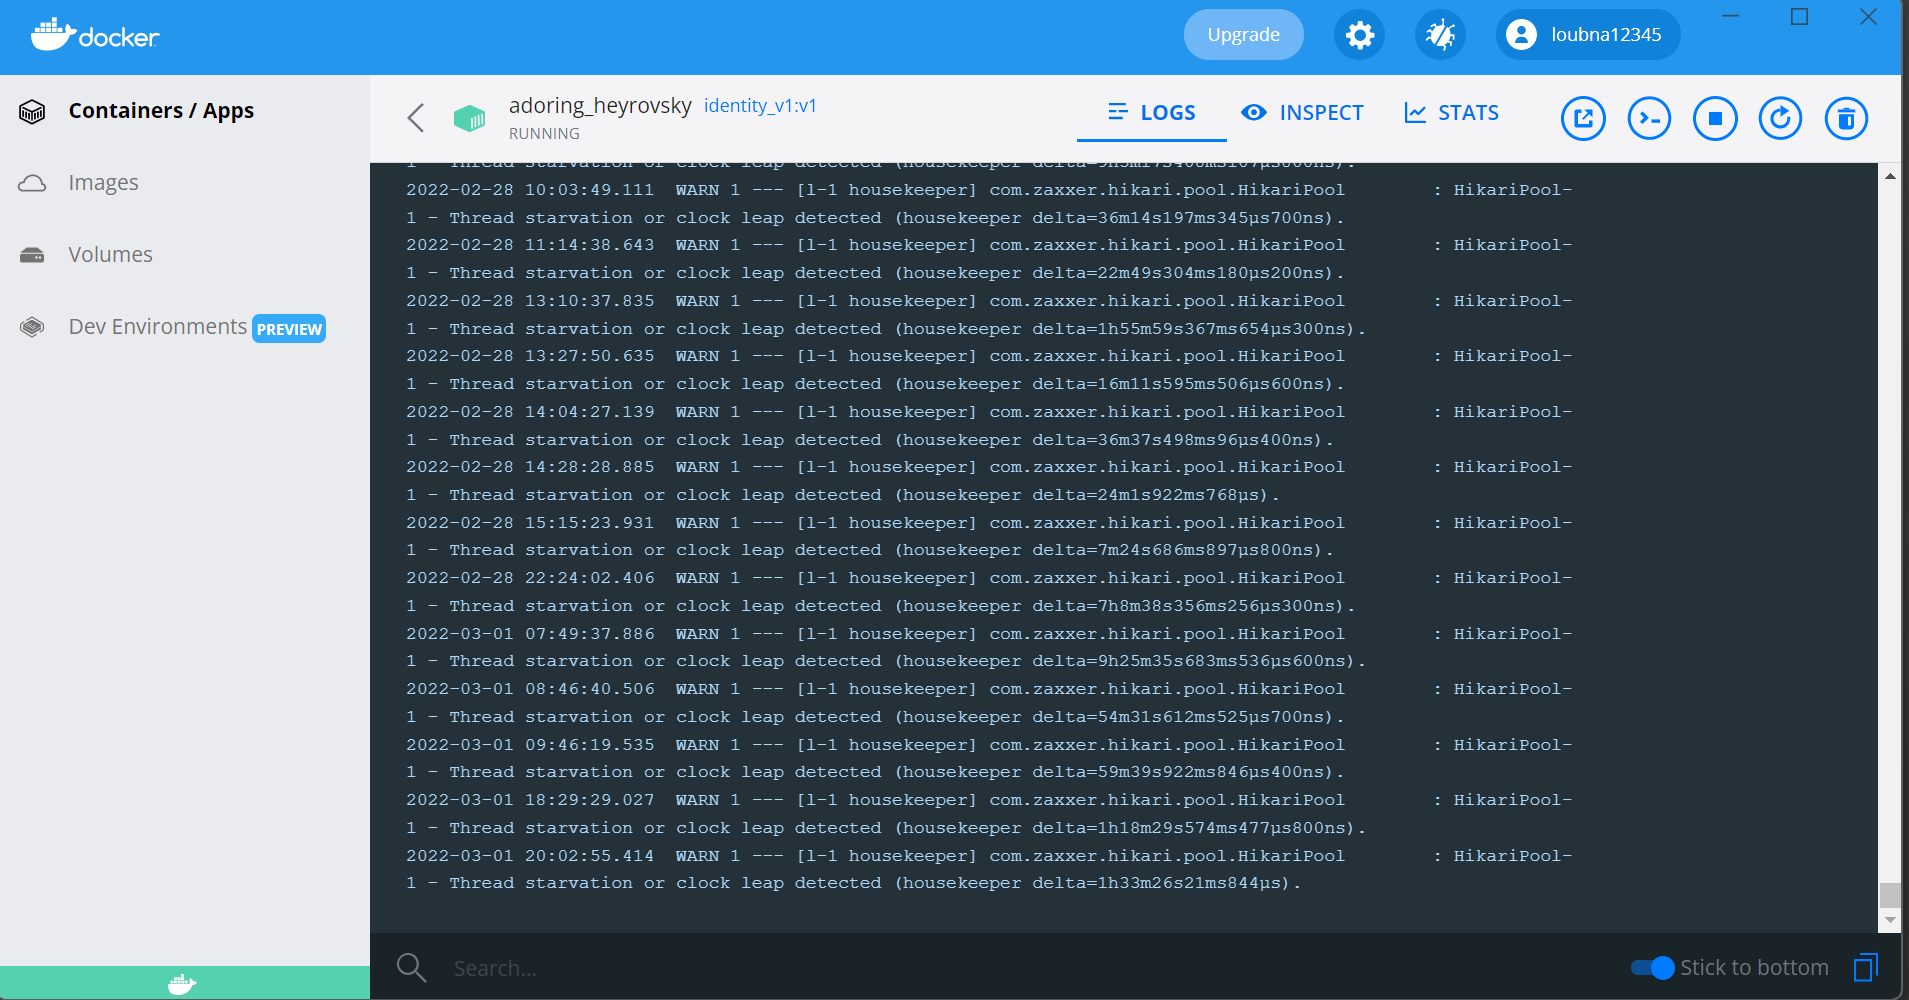 docker
Upgrade
loubna12345
Containers / Apps
Images
Volumes
Dev Environments PREVIEW
adoring_heyrovsky identity_v1:v1
RUNNING
LOGS
INSPECT
STATS
1 - Thread starvation or clock leap detected (housekeeper
2022-02-28 10:03:49.111  WARN 1 --- [l-1 housekeeper] com.zaxxer.hikari.pool.HikariPool        : HikariPool-
1 - Thread starvation or clock leap detected (housekeeper delta=36m14s197ms345µs700ns).
2022-02-28 11:14:38.643  WARN 1 --- [l-1 housekeeper] com.zaxxer.hikari.pool.HikariPool        : HikariPool-
1 - Thread starvation or clock leap detected (housekeeper delta=22m49s304ms180µs200ns).
2022-02-28 13:10:37.835  WARN 1 --- [l-1 housekeeper] com.zaxxer.hikari.pool.HikariPool        : HikariPool-
1 - Thread starvation or clock leap detected (housekeeper delta=1h55m59s367ms654µs300ns).
2022-02-28 13:27:50.635  WARN 1 --- [l-1 housekeeper] com.zaxxer.hikari.pool.HikariPool        : HikariPool-
1 - Thread starvation or clock leap detected (housekeeper delta=16m11s595ms506µs600ns).
2022-02-28 14:04:27.139  WARN 1 --- [l-1 housekeeper] com.zaxxer.hikari.pool.HikariPool        : HikariPool-
1 - Thread starvation or clock leap detected (housekeeper delta=36m37s498ms96µs400ns).
2022-02-28 14:28:28.885  WARN 1 --- [l-1 housekeeper] com.zaxxer.hikari.pool.HikariPool        : HikariPool-
1 - Thread starvation or clock leap detected (housekeeper delta=24m1s922ms768µs).
2022-02-28 15:15:23.931  WARN 1 --- [l-1 housekeeper] com.zaxxer.hikari.pool.HikariPool        : HikariPool-
1 - Thread starvation or clock leap detected (housekeeper delta=7m24s686ms897µs800ns).
2022-02-28 22:24:02.406  WARN 1 --- [l-1 housekeeper] com.zaxxer.hikari.pool.HikariPool        : HikariPool-
1 - Thread starvation or clock leap detected (housekeeper delta=7h8m38s356ms256µs300ns).
2022-03-01 07:49:37.886  WARN 1 --- [l-1 housekeeper] com.zaxxer.hikari.pool.HikariPool        : HikariPool-
1 - Thread starvation or clock leap detected (housekeeper delta=9h25m35s683ms536µs600ns).
2022-03-01 08:46:40.506  WARN 1 --- [l-1 housekeeper] com.zaxxer.hikari.pool.HikariPool        : HikariPool-
1 - Thread starvation or clock leap detected (housekeeper delta=54m31s612ms525µs700ns).
2022-03-01 09:46:19.535  WARN 1 --- [l-1 housekeeper] com.zaxxer.hikari.pool.HikariPool        : HikariPool-
1 - Thread starvation or clock leap detected (housekeeper delta=59m39s922ms846µs400ns).
2022-03-01 18:29:29.027  WARN 1 --- [l-1 housekeeper] com.zaxxer.hikari.pool.HikariPool        : HikariPool-
1 - Thread starvation or clock leap detected (housekeeper delta=1h18m29s574ms477µs800ns).
2022-03-01 20:02:55.414  WARN 1 --- [l-1 housekeeper] com.zaxxer.hikari.pool.HikariPool        : HikariPool-
1 - Thread starvation or clock leap detected (housekeeper delta=1h33m26s21ms844µs).
Search...
Stick to bottom